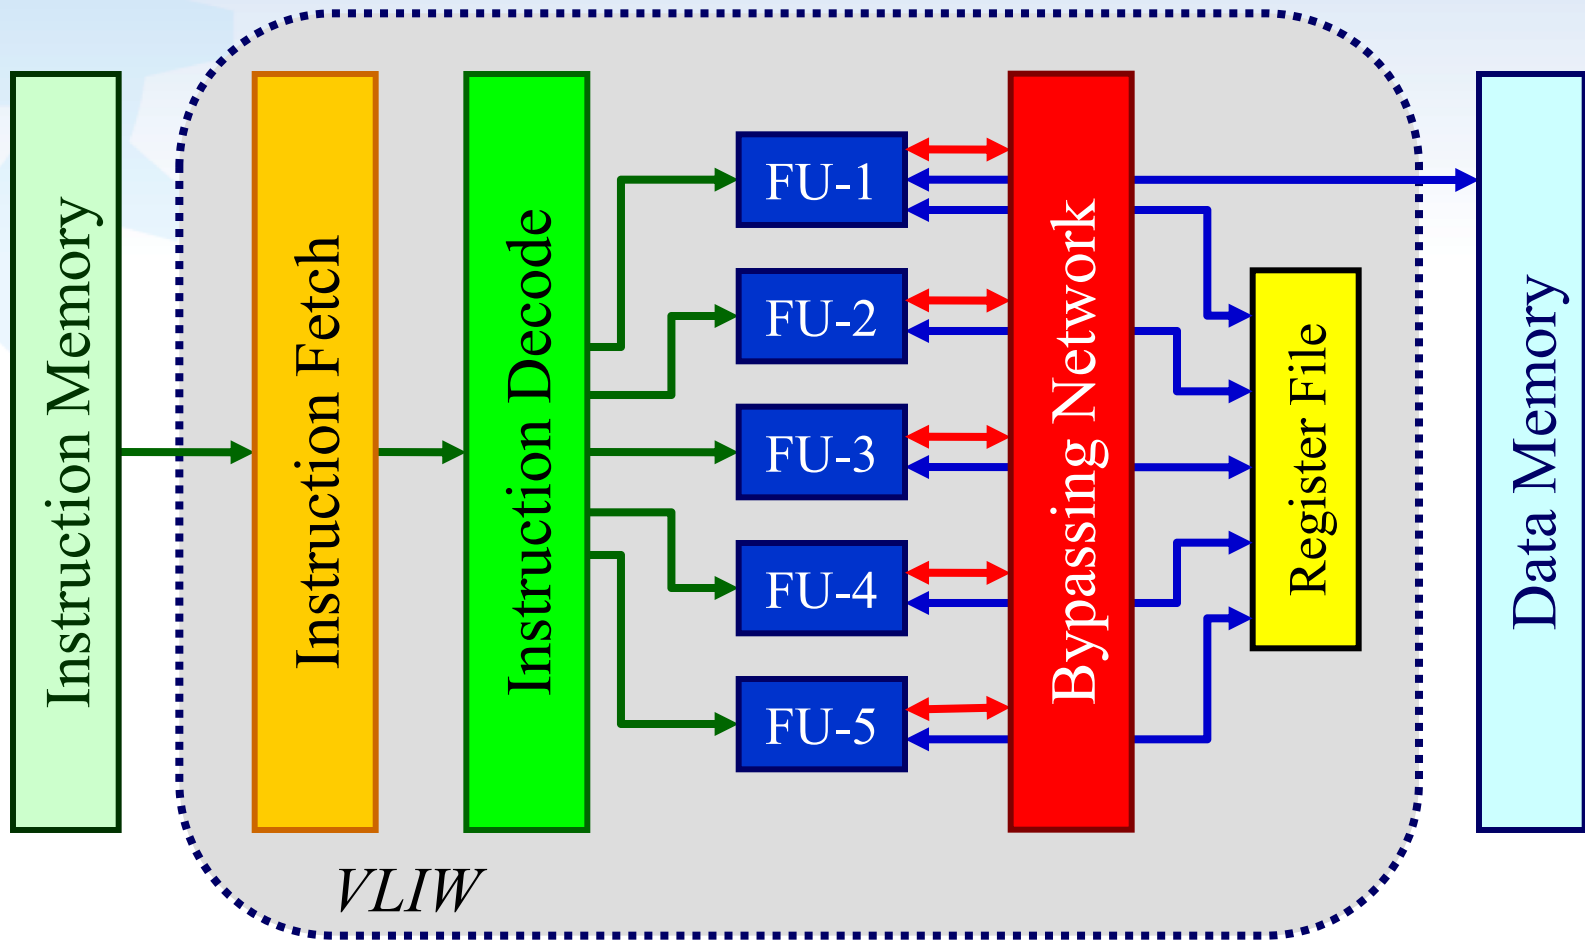 Instruction Memory
Instruction Fetch
Instruction Decode
FU-1
FU-2
FU-3
FU-4
FU-5
Bypassing Network
Register File
Data Memory
VLIW